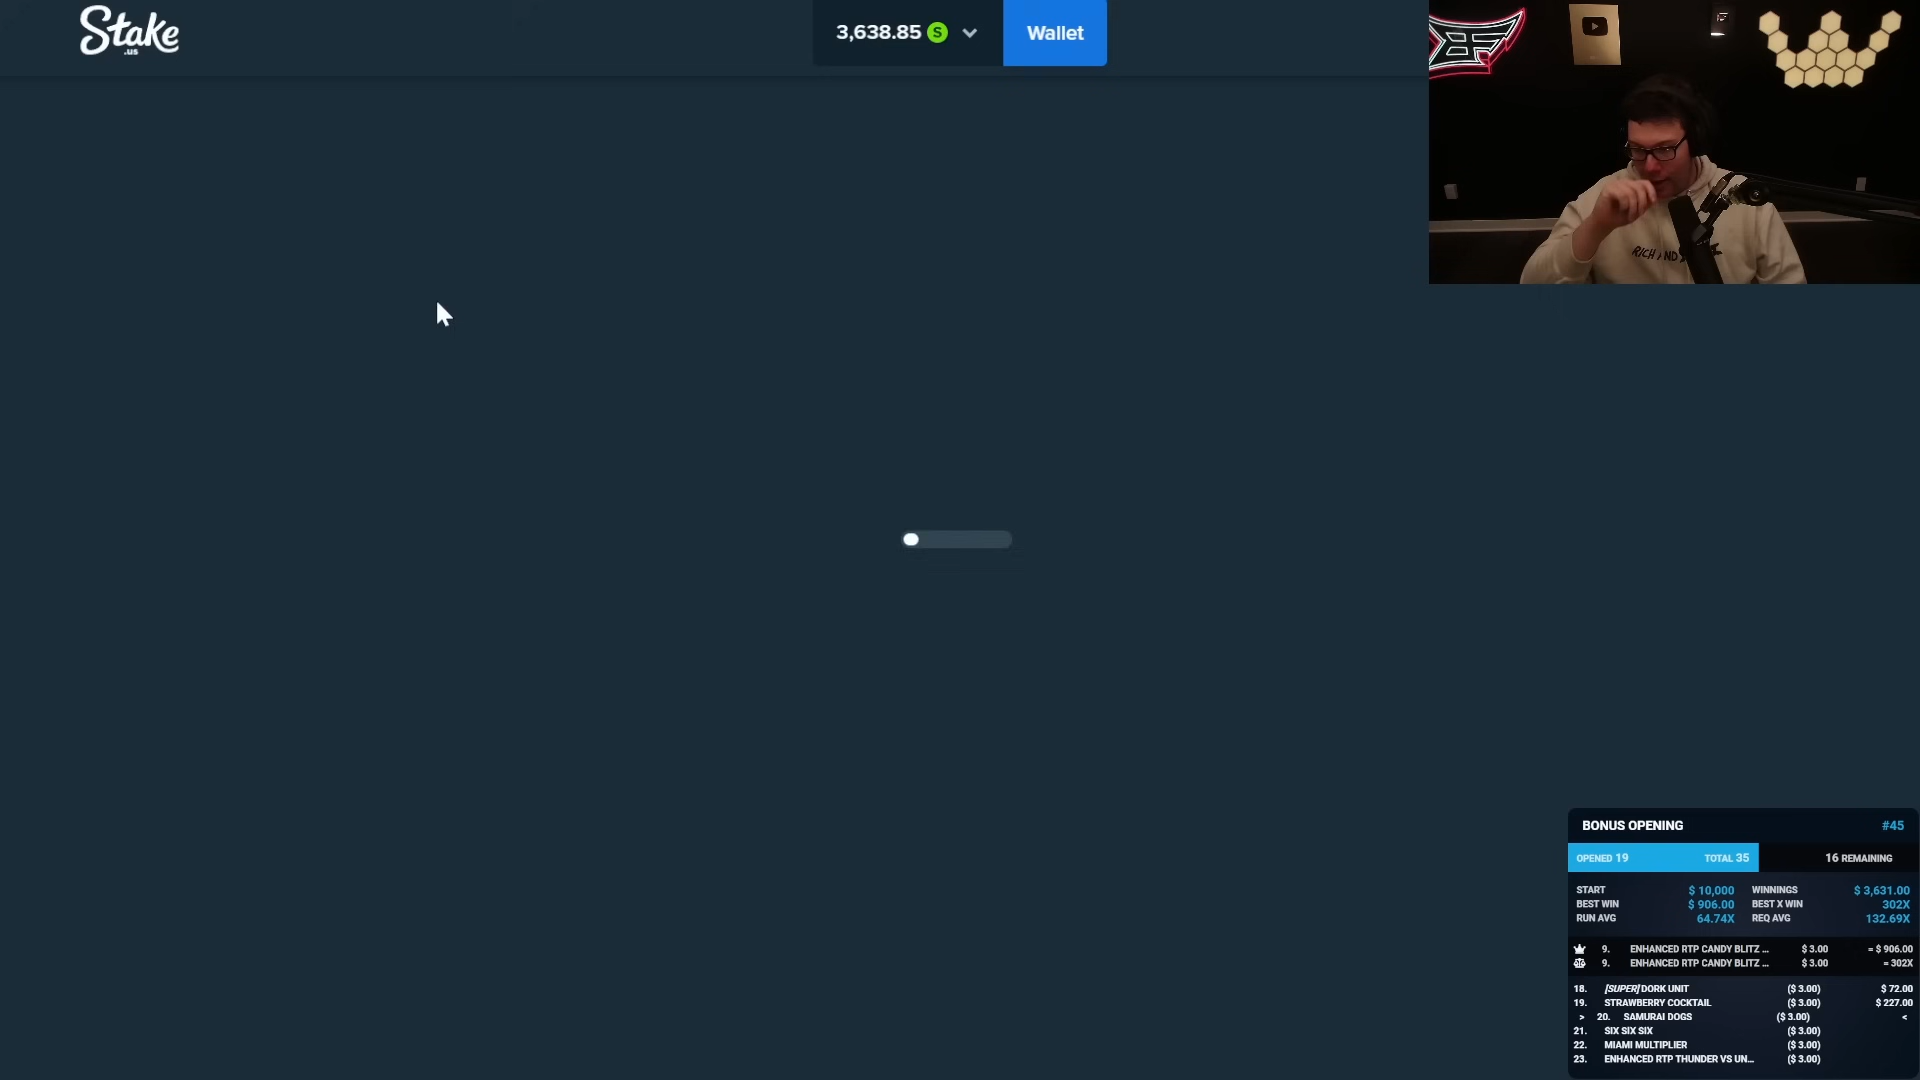 Stake
.us
3,638.85 S
Wallet
RICH AND
BONUS OPENING #45
OPENED 19 TOTAL 35 16 REMAINING
START $ 10,000 WINNINGS $ 3,631.00
BEST WIN $ 906.00 BEST X WIN 302X
RUN AVG 64.74X REQ AVG 132.69X
9. ENHANCED RTP CANDY BLITZ ... $ 3.00 = $ 906.00
9. ENHANCED RTP CANDY BLITZ ... $ 3.00 = 302X
18. [SUPER] DORK UNIT ($ 3.00) $ 72.00
19. STRAWBERRY COCKTAIL ($ 3.00) $ 227.00
> 20. SAMURAI DOGS ($ 3.00) <
21. SIX SIX SIX ($ 3.00)
22. MIAMI MULTIPLIER ($ 3.00)
23. ENHANCED RTP THUNDER VS UN... ($ 3.00)